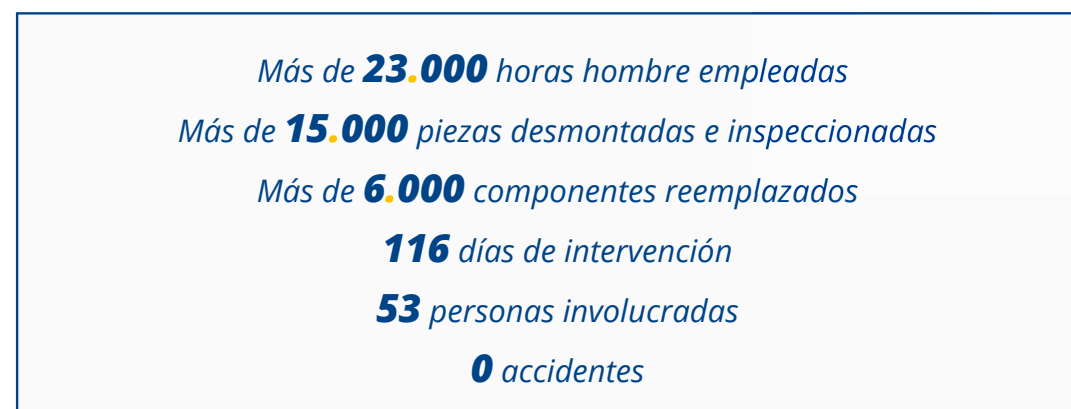 Más de 23.000 horas hombre empleadas
Más de 15.000 piezas desmontadas e inspeccionadas
Más de 6.000 componentes reemplazados
116 días de intervención
53 personas involucradas
0 accidentes